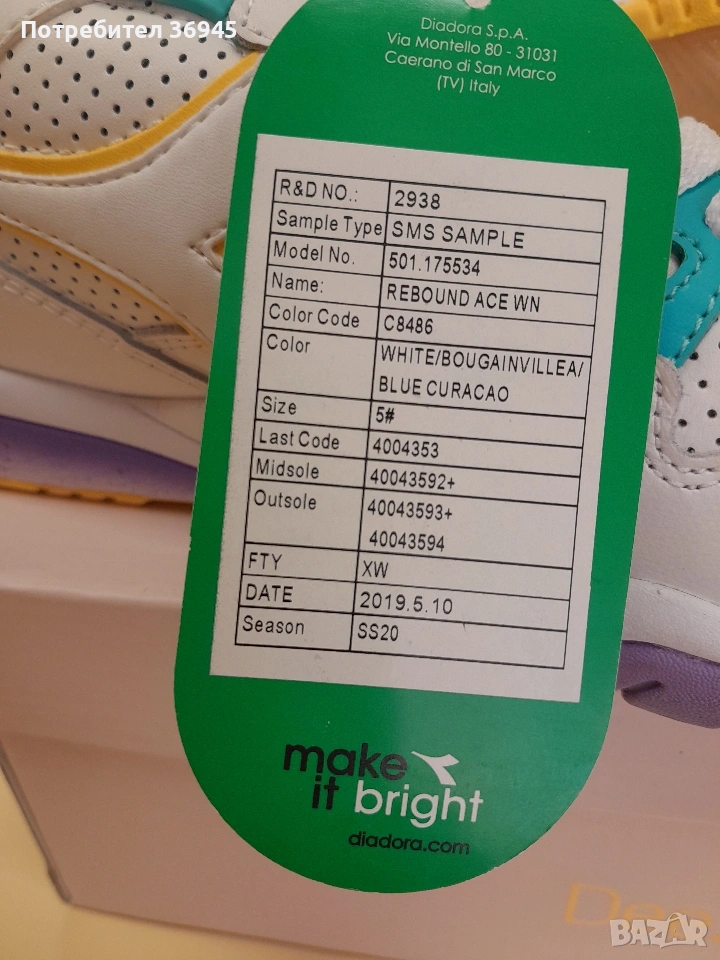 Потребител 36945
Diadora S.p.A.
Via Montello 80 - 31031
Caerano di San Marco
(TV) Italy
R&D NO.: 2938
Sample Type SMS SAMPLE
Model No. 501.175534
Name: REBOUND ACE WN
Color Code C8486
Color WHITE/BOUGAINVILLEA/
BLUE CURACAO
Size 5#
Last Code 4004353
Midsole 40043592+
Outsole 40043593+
40043594
FTY XW
DATE 2019.5.10
Season SS20
make
it bright
diadora.com
BAZAR